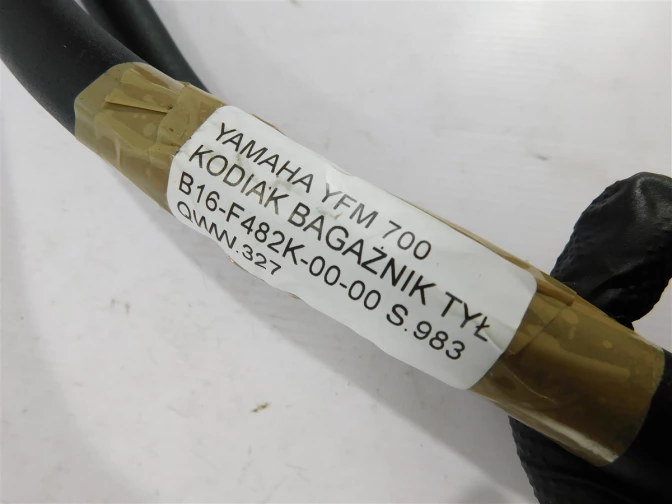 YAMAHA YFM 700
KODIAK BAGAŻNIK TYŁ
B16-F482K-00-00 S.983
QWW.327